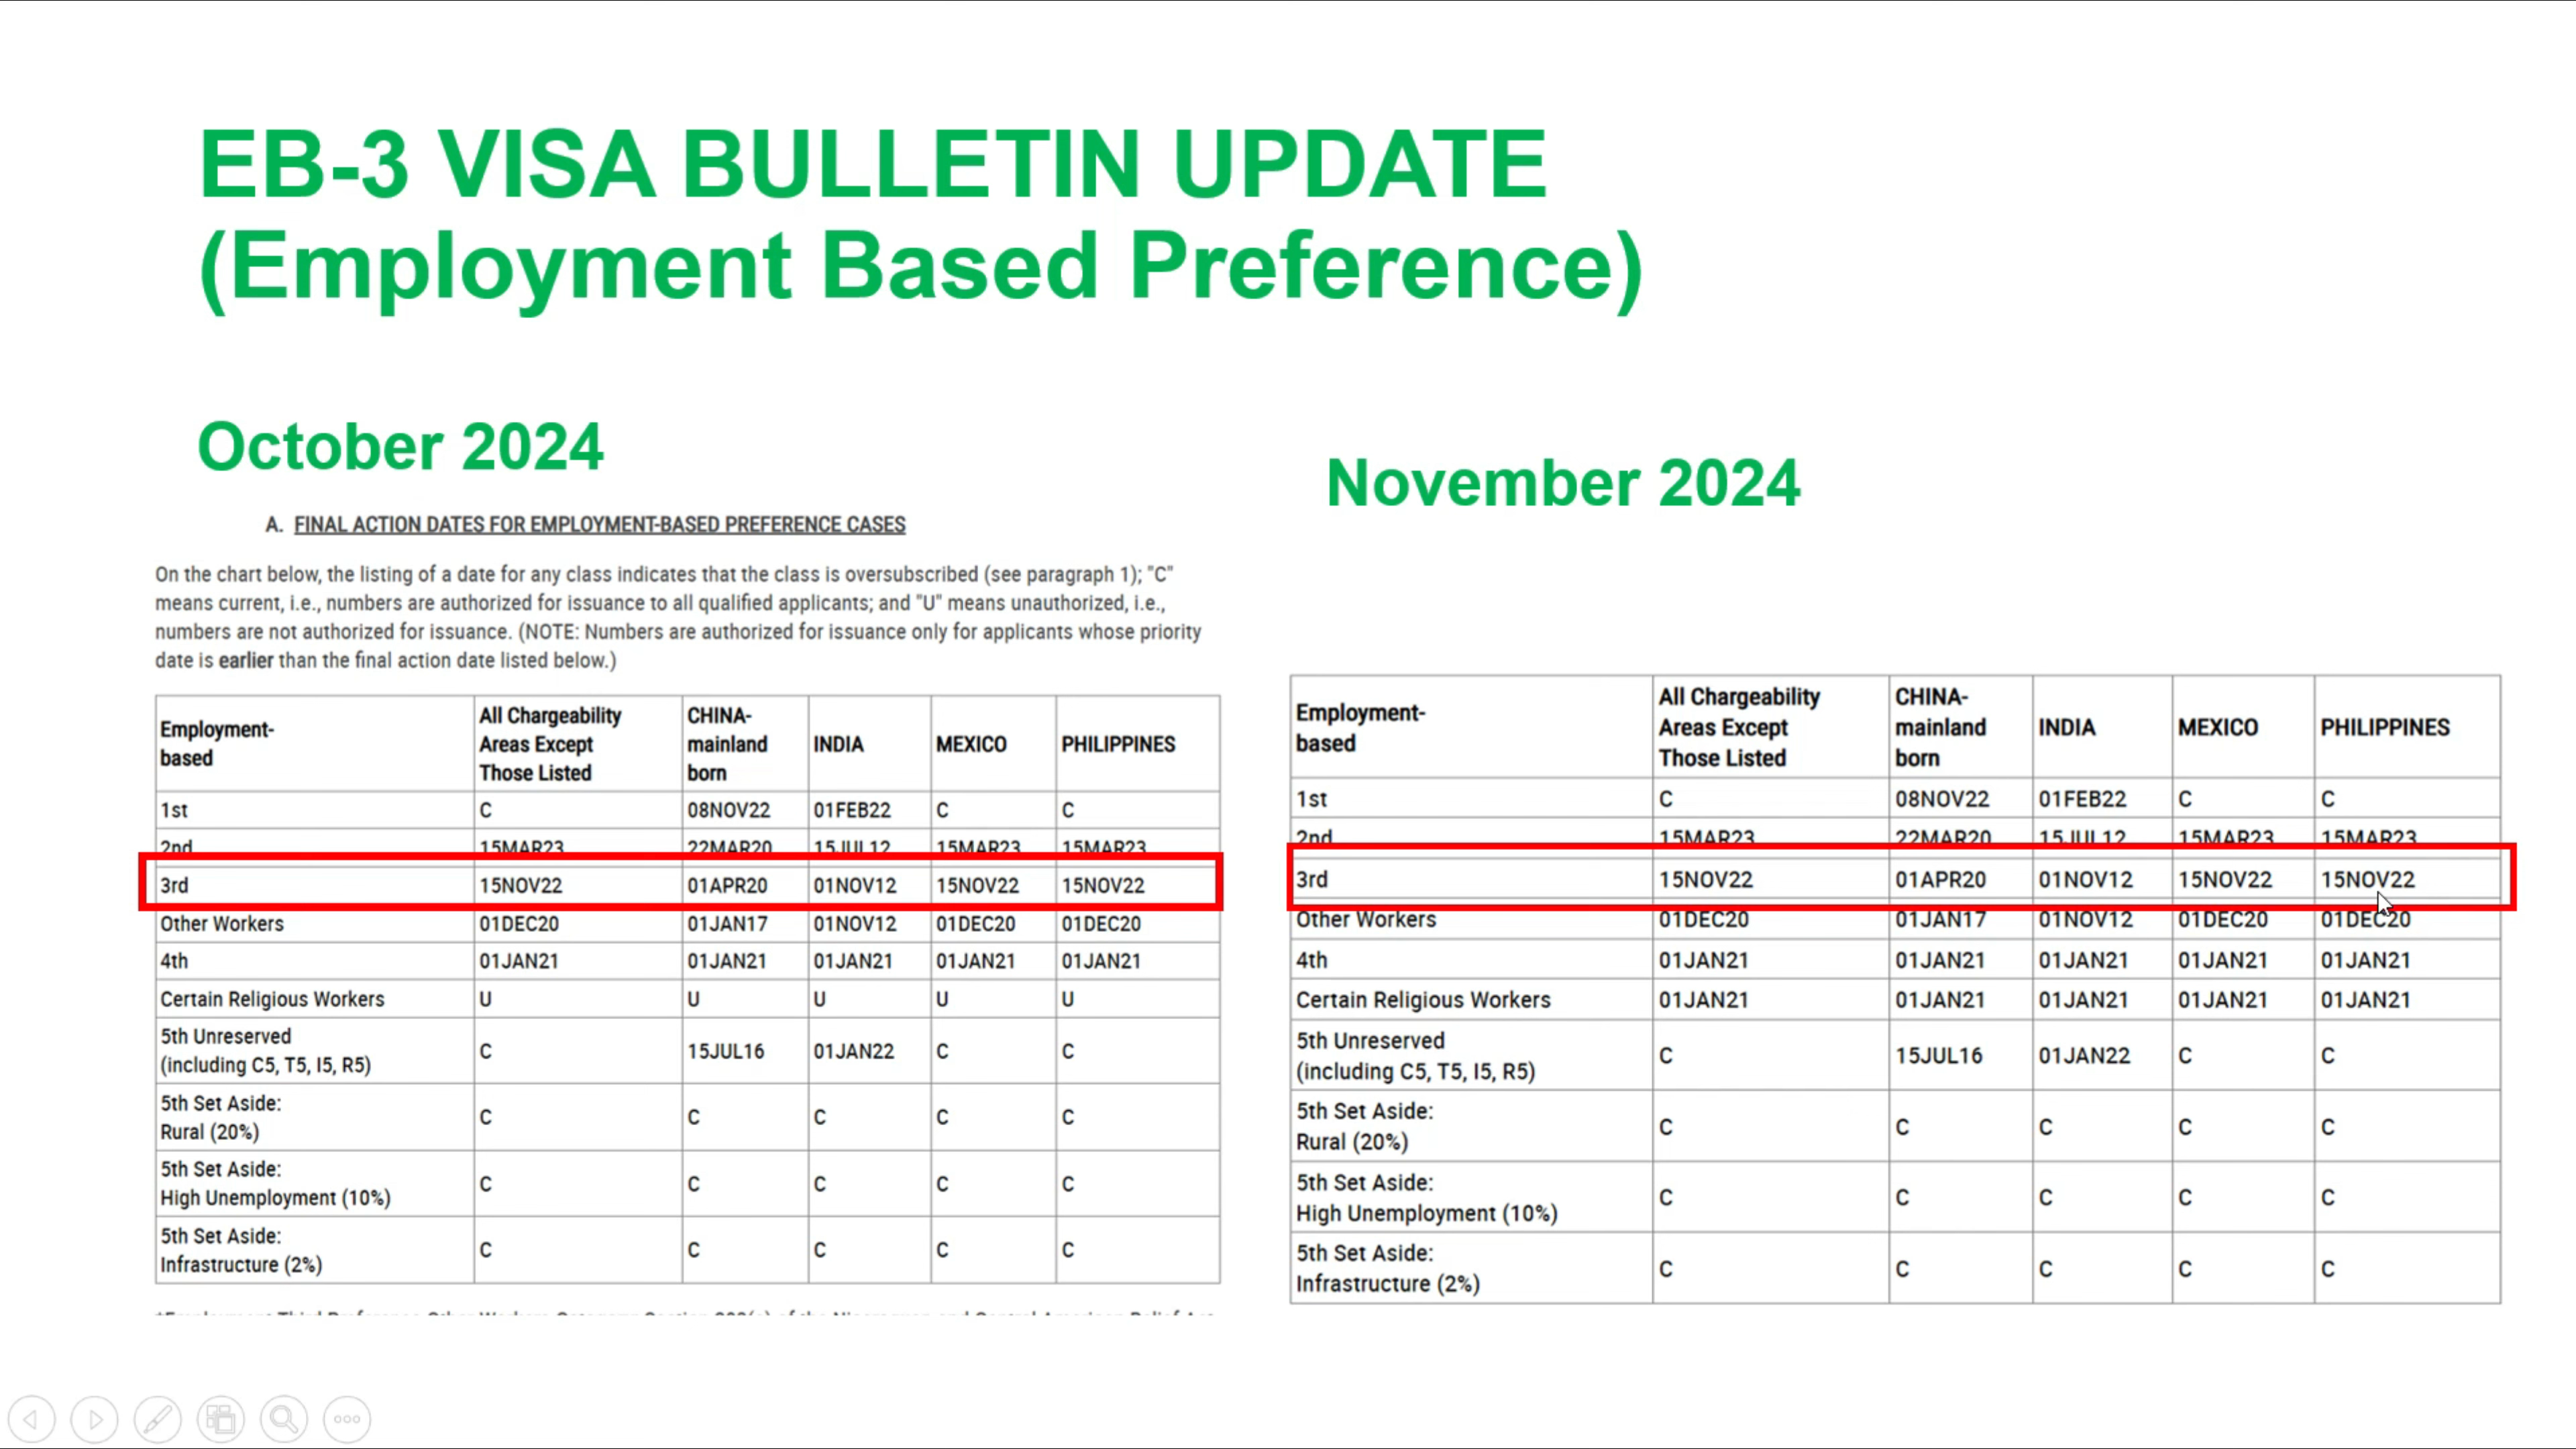 EB-3 VISA BULLETIN UPDATE
(Employment Based Preference)
October 2024
A. FINAL ACTION DATES FOR EMPLOYMENT-BASED PREFERENCE CASES
On the chart below, the listing of a date for any class indicates that the class is oversubscribed (see paragraph 1); "C"
means current, i.e., numbers are authorized for issuance to all qualified applicants; and "U" means unauthorized, i.e.,
numbers are not authorized for issuance. (NOTE: Numbers are authorized for issuance only for applicants whose priority
date is earlier than the final action date listed below.)
Employment-
based
All Chargeability
Areas Except
Those Listed
CHINA-
mainland
born
INDIA
MEXICO
PHILIPPINES
1st C 08NOV22 01FEB22 C C
2nd 15MAR23 22MAR20 15JUL12 15MAR23 15MAR23
3rd 15NOV22 01APR20 01NOV12 15NOV22 15NOV22
Other Workers 01DEC20 01JAN17 01NOV12 01DEC20 01DEC20
4th 01JAN21 01JAN21 01JAN21 01JAN21 01JAN21
Certain Religious Workers U U U U U
5th Unreserved
(including C5, T5, I5, R5) C 15JUL16 01JAN22 C C
5th Set Aside:
Rural (20%) C C C C C
5th Set Aside:
High Unemployment (10%) C C C C C
5th Set Aside:
Infrastructure (2%) C C C C C
November 2024
Employment-
based
All Chargeability
Areas Except
Those Listed
CHINA-
mainland
born
INDIA
MEXICO
PHILIPPINES
1st C 08NOV22 01FEB22 C C
2nd 15MAR23 22MAR20 15JUL12 15MAR23 15MAR23
3rd 15NOV22 01APR20 01NOV12 15NOV22 15NOV22
Other Workers 01DEC20 01JAN17 01NOV12 01DEC20 01DEC20
4th 01JAN21 01JAN21 01JAN21 01JAN21 01JAN21
Certain Religious Workers 01JAN21 01JAN21 01JAN21 01JAN21 01JAN21
5th Unreserved
(including C5, T5, I5, R5) C 15JUL16 01JAN22 C C
5th Set Aside:
Rural (20%) C C C C C
5th Set Aside:
High Unemployment (10%) C C C C C
5th Set Aside:
Infrastructure (2%) C C C C C